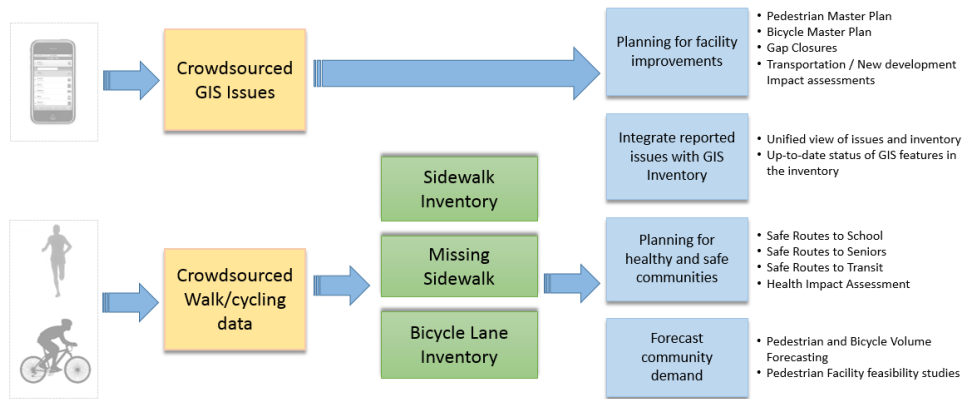 Crowdsourced
GIS Issues
Planning for facility
improvements
• Pedestrian Master Plan
• Bicycle Master Plan
• Gap Closures
• Transportation / New development
Impact assessments
Integrate reported
issues with GIS
Inventory
• Unified view of issues and inventory
• Up-to-date status of GIS features in
the inventory
Crowdsourced
Walk/cycling
data
Sidewalk
Inventory
Missing
Sidewalk
Bicycle Lane
Inventory
Planning for
healthy and safe
communities
• Safe Routes to School
• Safe Routes to Seniors
• Safe Routes to Transit
• Health Impact Assessment
Forecast
community
demand
• Pedestrian and Bicycle Volume
Forecasting
• Pedestrian Facility feasibility studies